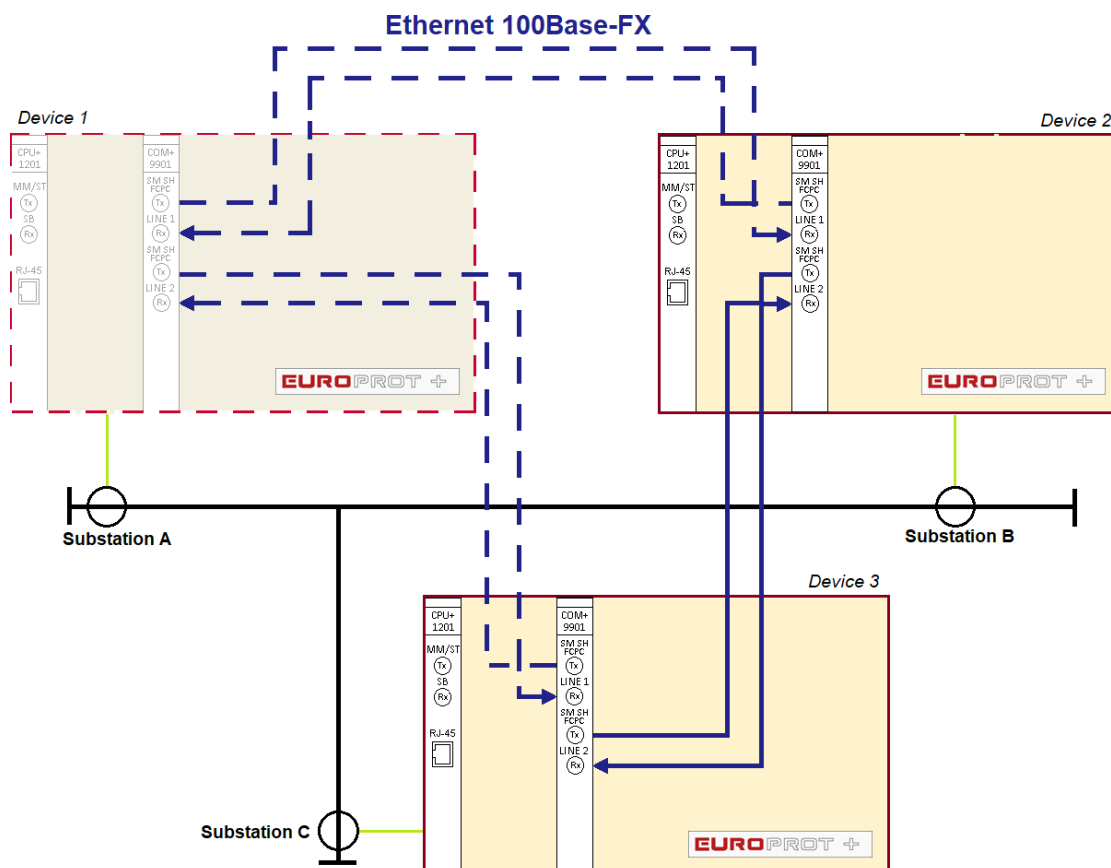 Ethernet 100Base-FX
Device 1
CPU+
1201
MM/ST
Tx
SB
Rx
RJ-45
COM+
9901
SM SH
FCPC
Tx
LINE 1
Rx
SM SH
FCPC
Tx
LINE 2
Rx
EUROPROT +
Device 2
CPU+
1201
MM/ST
Tx
SB
Rx
RJ-45
COM+
9901
SM SH
FCPC
Tx
LINE 1
Rx
SM SH
FCPC
Tx
LINE 2
Rx
EUROPROT +
Substation A
Substation B
Device 3
CPU+
1201
MM/ST
Tx
SB
Rx
RJ-45
COM+
9901
SM SH
FCPC
Tx
LINE 1
Rx
SM SH
FCPC
Tx
LINE 2
Rx
EUROPROT +
Substation C